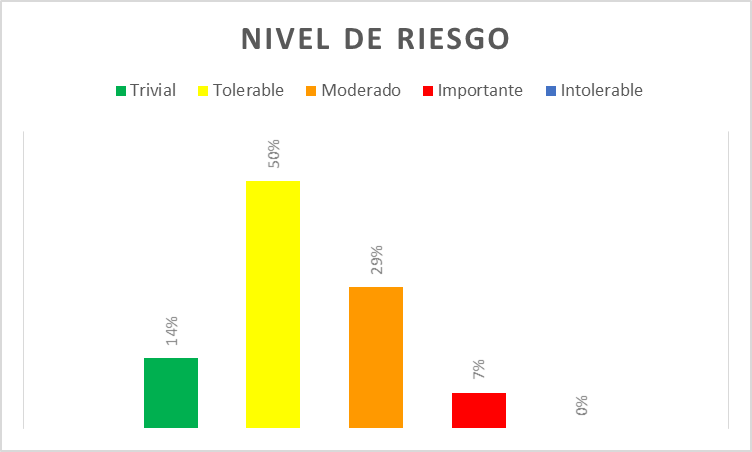 NIVEL DE RIESGO
Trivial Tolerable Moderado Importante Intolerable
14%
50%
29%
7%
0%